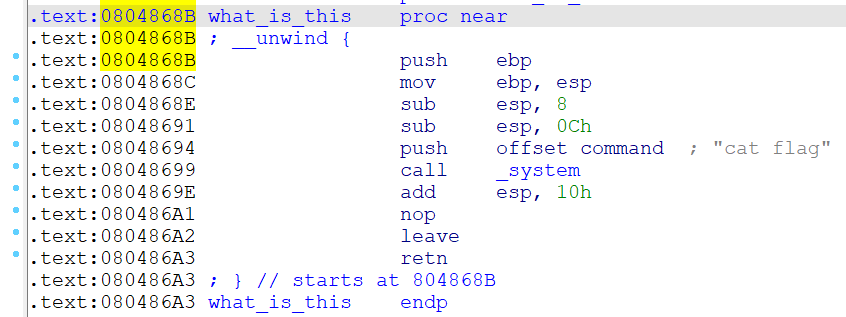 .text:0804868B what_is_this    proc near
.text:0804868B ; __unwind {
.text:0804868B                 push    ebp
.text:0804868C                 mov     ebp, esp
.text:0804868E                 sub     esp, 8
.text:08048691                 sub     esp, 0Ch
.text:08048694                 push    offset command  ; "cat flag"
.text:08048699                 call    _system
.text:0804869E                 add     esp, 10h
.text:080486A1                 nop
.text:080486A2                 leave
.text:080486A3                 retn
.text:080486A3 ; } // starts at 804868B
.text:080486A3 what_is_this    endp